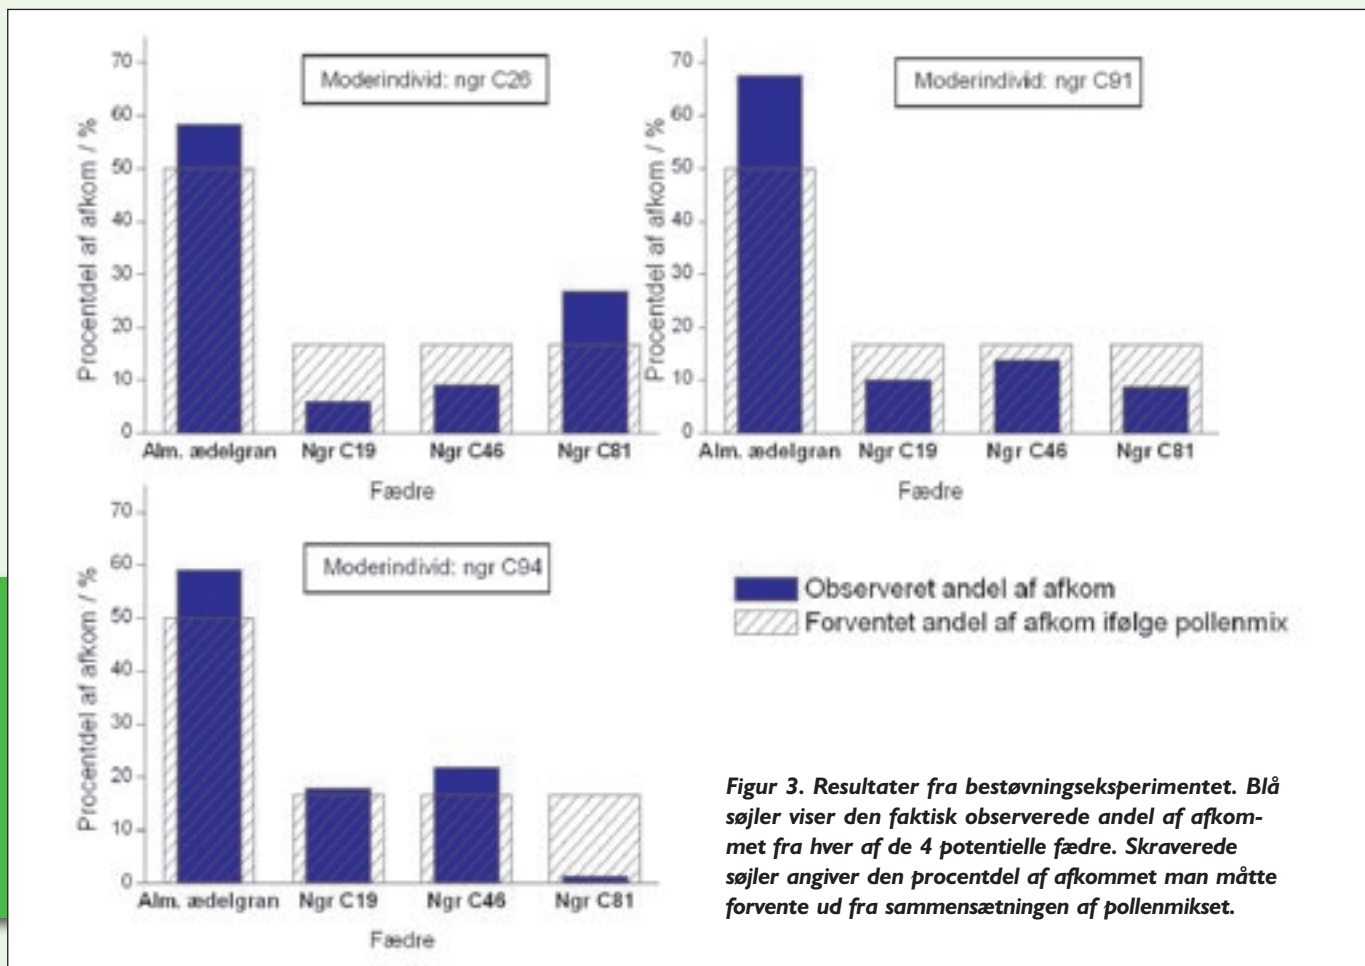 Moderindivid: ngr C26
Procentdel af afkom / %
70
60
50
40
30
20
10
0
Alm. ædelgran Ngr C19 Ngr C46 Ngr C81
Fædre
Moderindivid: ngr C91
Procentdel af afkom / %
70
60
50
40
30
20
10
0
Alm. ædelgran Ngr C19 Ngr C46 Ngr C81
Fædre
Moderindivid: ngr C94
Procentdel af afkom / %
70
60
50
40
30
20
10
0
Alm. ædelgran Ngr C19 Ngr C46 Ngr C81
Fædre
Observeret andel af afkom
Forventet andel af afkom ifølge pollenmix
Figur 3. Resultater fra bestøvningseksperimentet. Blå
søjler viser den faktisk observerede andel af afkom-
met fra hver af de 4 potentielle fædre. Skraverede
søjler angiver den procentdel af afkommet man måtte
forvente ud fra sammensætningen af pollenmikset.